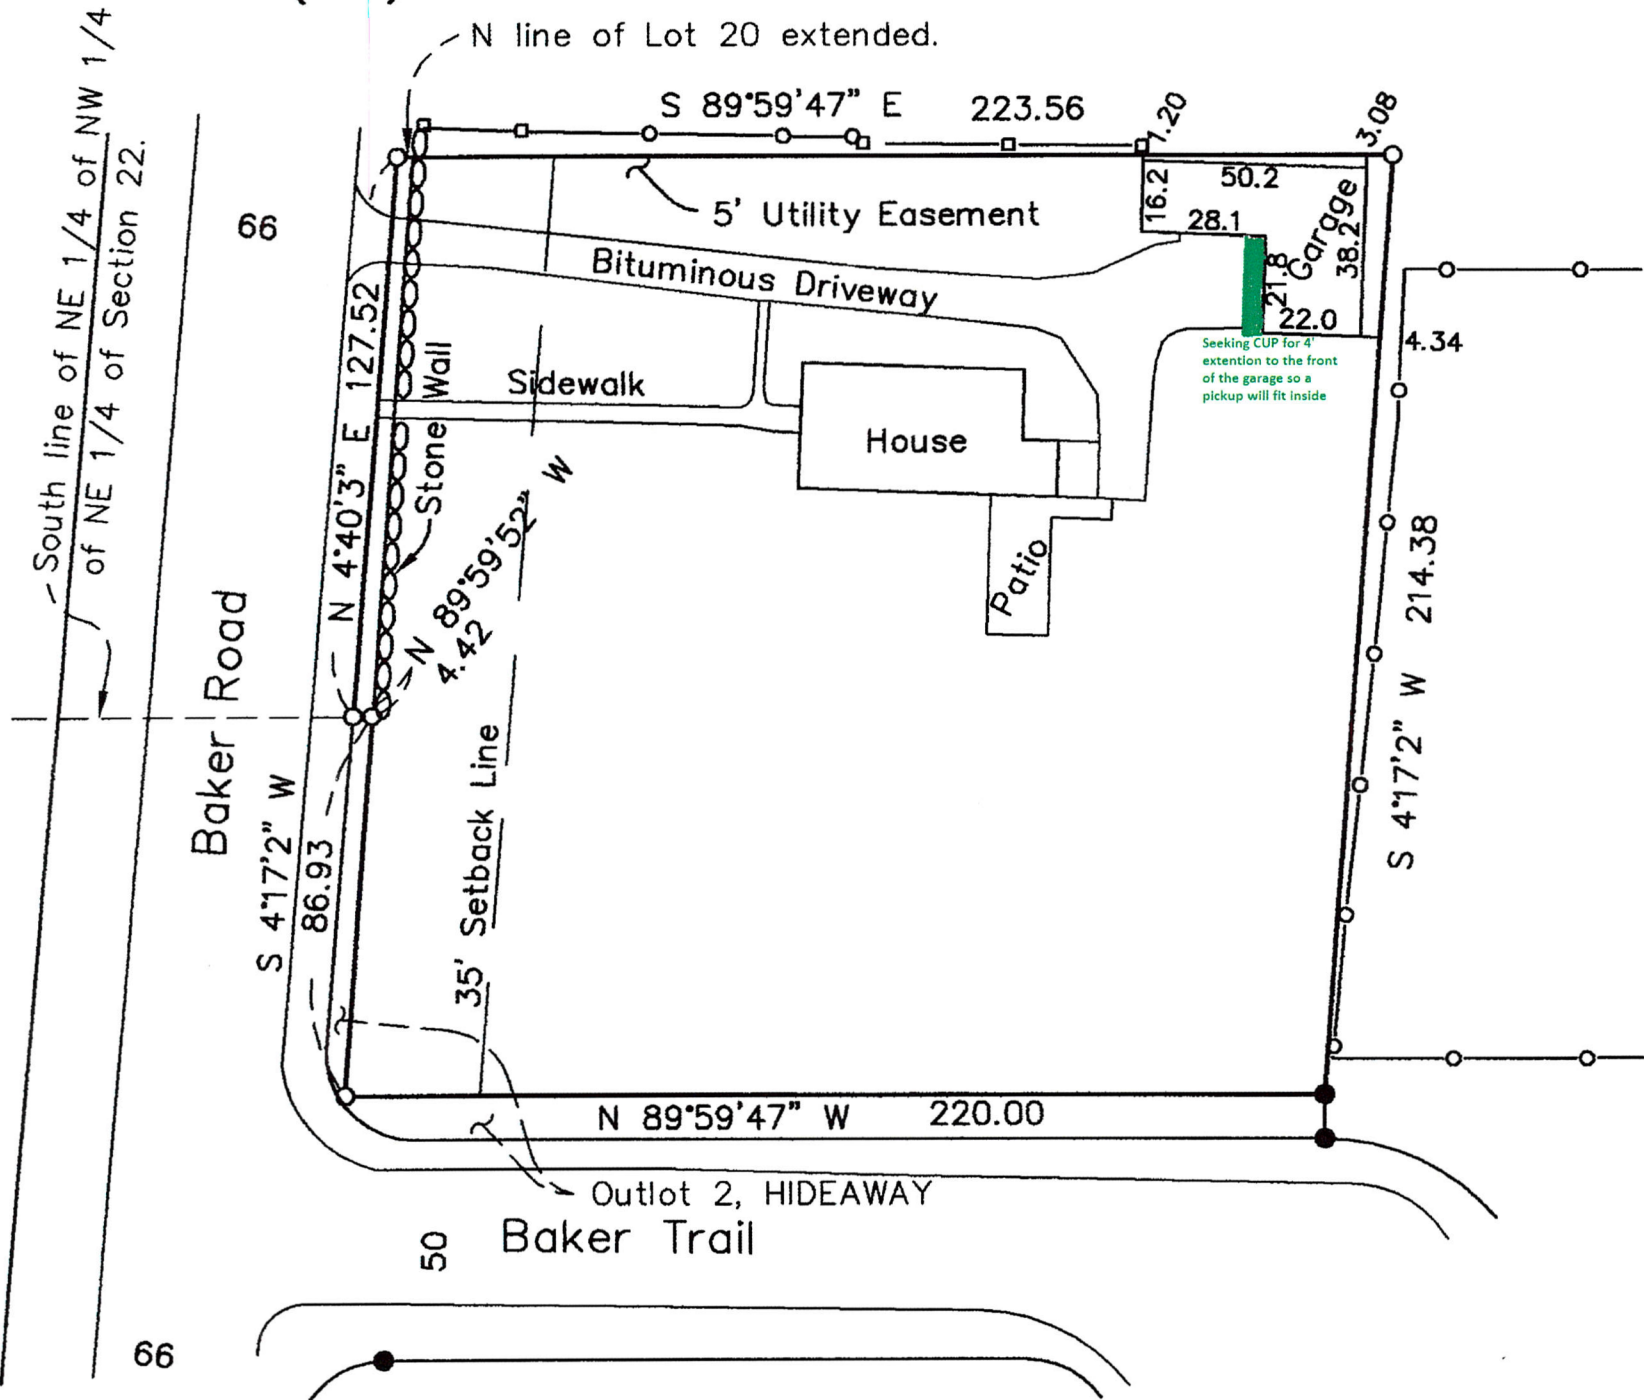 N line of Lot 20 extended.
South line of NE 1/4 of NE 1/4 of NW 1/4
of NE 1/4 of Section 22.
S 89°59'47" E 223.56
1.20
3.08
66
5' Utility Easement
16.2
50.2
28.1
Garage
38.2
21.8
22.0
Bituminous Driveway
4.34
Seeking CUP for 4'
extention to the front
of the garage so a
pickup will fit inside
N 4°40'3" E 127.52
Stone Wall
Sidewalk
House
Patio
N 89°59'52" W
4.42
S 4°17'2" W 214.38
Baker Road
S 4°17'2" W
86.93
35' Setback Line
N 89°59'47" W 220.00
Outlot 2, HIDEAWAY
50
Baker Trail
66